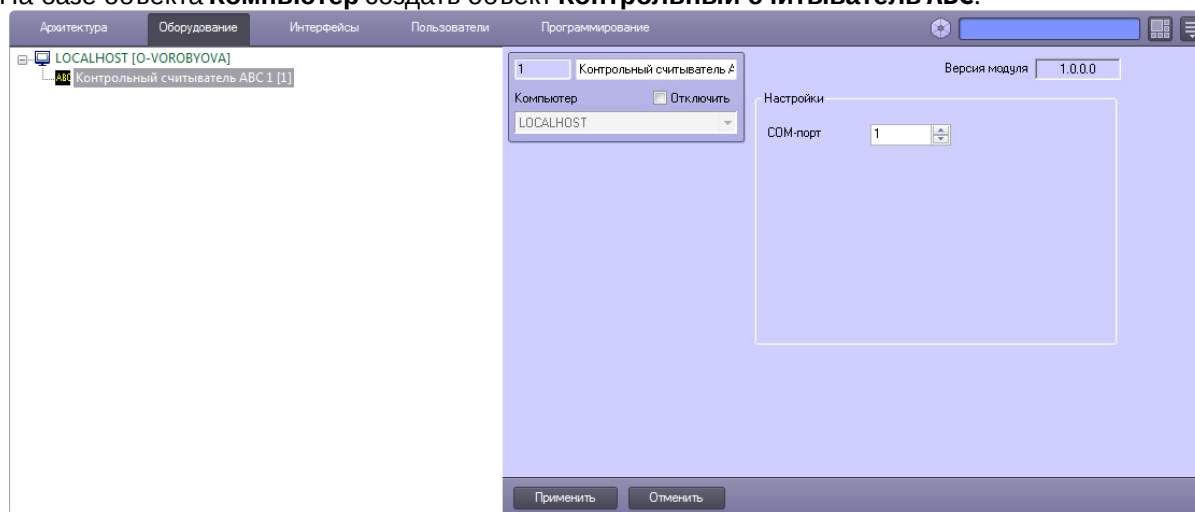 На базе объекта Компьютер создать объект Контрольный считыватель ABC.
Архитектура Оборудование Интерфейсы Пользователи Программирование
LOCALHOST [O-VOROBYOVA]
ABC Контрольный считыватель ABC 1 [1]
1 Контрольный считыватель А
Версия модуля 1.0.0.0
Компьютер Отключить
LOCALHOST
Настройки
COM-порт 1
Применить Отменить